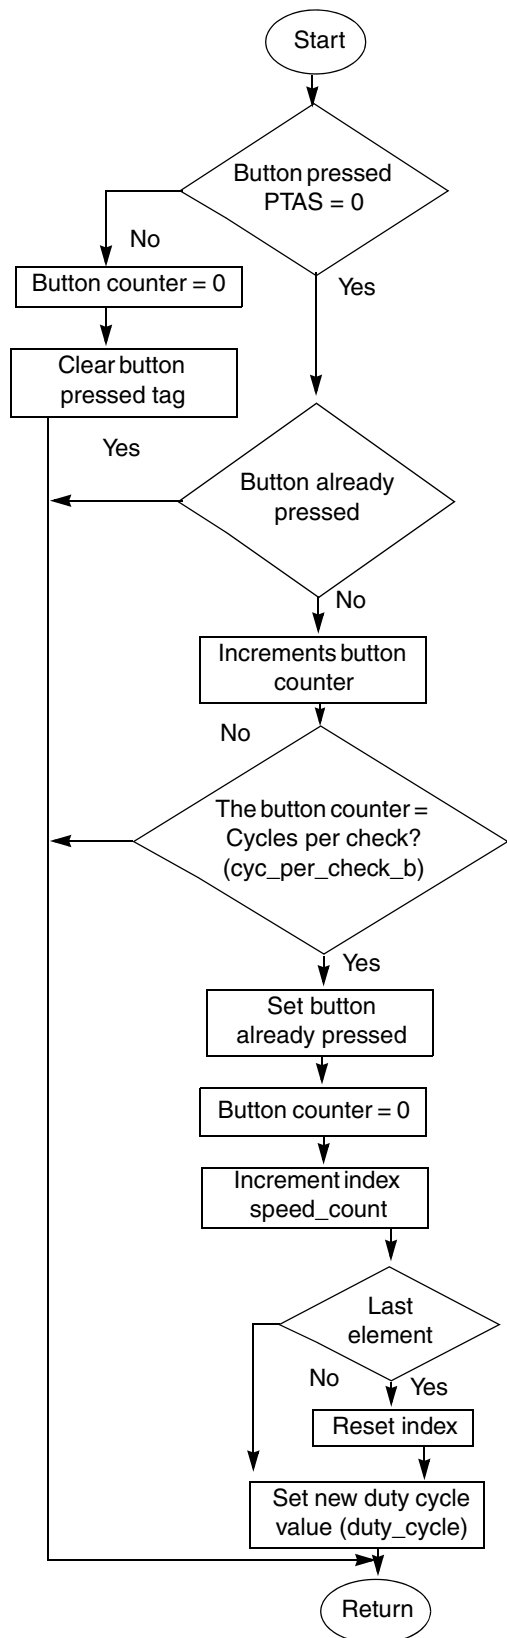 Start
Button pressed
PTAS = 0
No
Yes
Button counter = 0
Clear button
pressed tag
Yes
Button already
pressed
No
Increments button
counter
No
The button counter =
Cycles per check?
(cyc_per_check_b)
Yes
Set button
already pressed
Button counter = 0
Increment index
speed_count
Last
element
No
Yes
Reset index
Set new duty cycle
value (duty_cycle)
Return